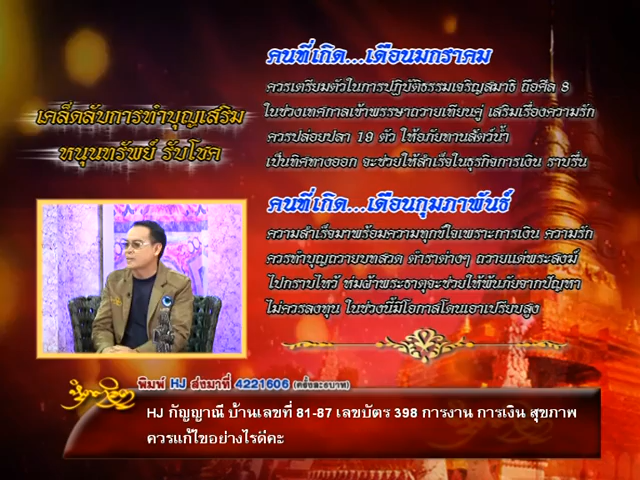 เคล็ดลับการทำบุญเสริม
หนุนทรัพย์ รับโชค
คนที่เกิด...เดือนมกราคม
ควรเตรียมตัวในการปฏิบัติธรรมเจริญสมาธิ ถือศีล 8
ในช่วงเทศกาลเข้าพรรษาถวายเทียนคู่ เสริมเรื่องความรัก
ควรปล่อยปลา 19 ตัว ให้อภัยทานสัตว์น้ำ
เป็นทิศทางออก จะช่วยให้สำเร็จในธุรกิจการเงิน ราบรื่น
คนที่เกิด...เดือนกุมภาพันธ์
ความสำเร็จมาพร้อมความทุกข์ใจเพราะการเงิน ความรัก
ควรทำบุญถวายบทสวด ตำราต่างๆ ถวายแด่พระสงฆ์
ไปกราบไหว้ ห่มผ้าพระธาตุจะช่วยให้พ้นภัยจากปัญหา
ไม่ควรลงทุน ในช่วงนี้มีโอกาสโดนเอาเปรียบสูง
พิมพ์ HJ ส่งมาที่ 4221606 (ครั้งละ๖บาท)
HJ กัญญาณี บ้านเลขที่ 81-87 เลขบัตร 398 การงาน การเงิน สุขภาพ
ควรแก้ไขอย่างไรดีคะ